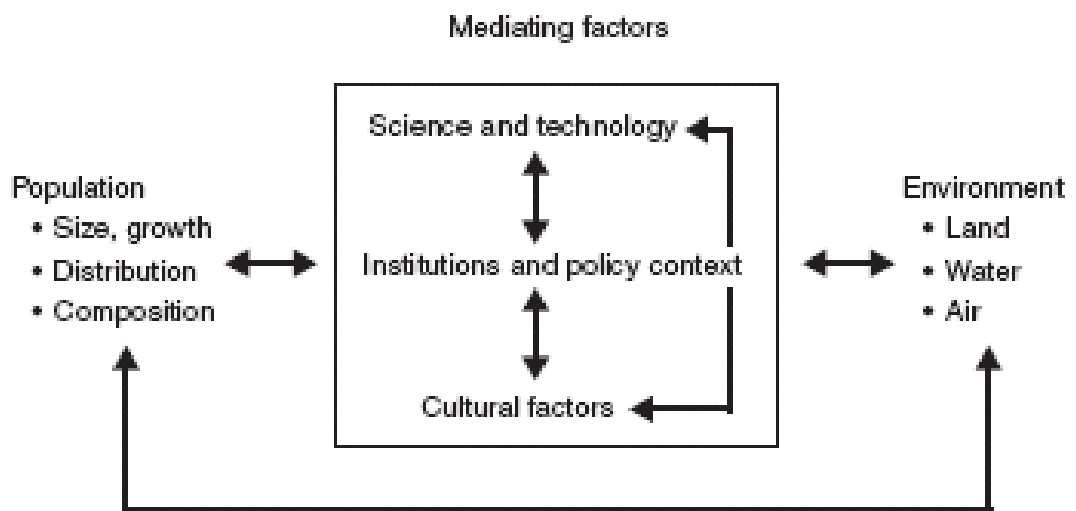 Mediating factors
Science and technology
Population
• Size, growth
• Distribution
• Composition
Institutions and policy context
Cultural factors
Environment
• Land
• Water
• Air